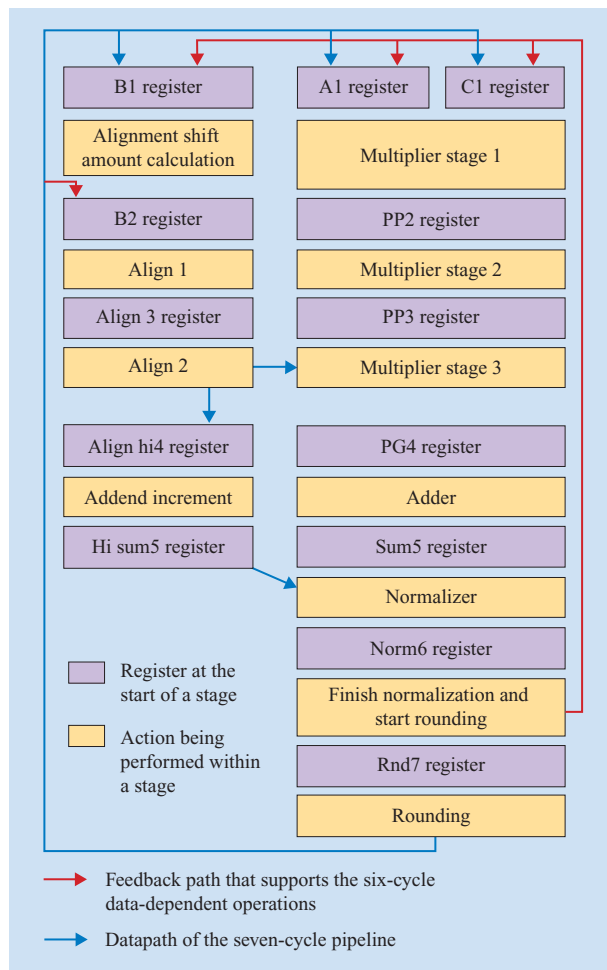 B1 register
A1 register
C1 register
Alignment shift
amount calculation
Multiplier stage 1
B2 register
PP2 register
Align 1
Multiplier stage 2
Align 3 register
PP3 register
Align 2
Multiplier stage 3
Align hi4 register
PG4 register
Addend increment
Adder
Hi sum5 register
Sum5 register
Normalizer
Norm6 register
Finish normalization and
start rounding
Rnd7 register
Rounding
Register at the
start of a stage
Action being
performed within
a stage
Feedback path that supports the six-cycle
data-dependent operations
Datapath of the seven-cycle pipeline